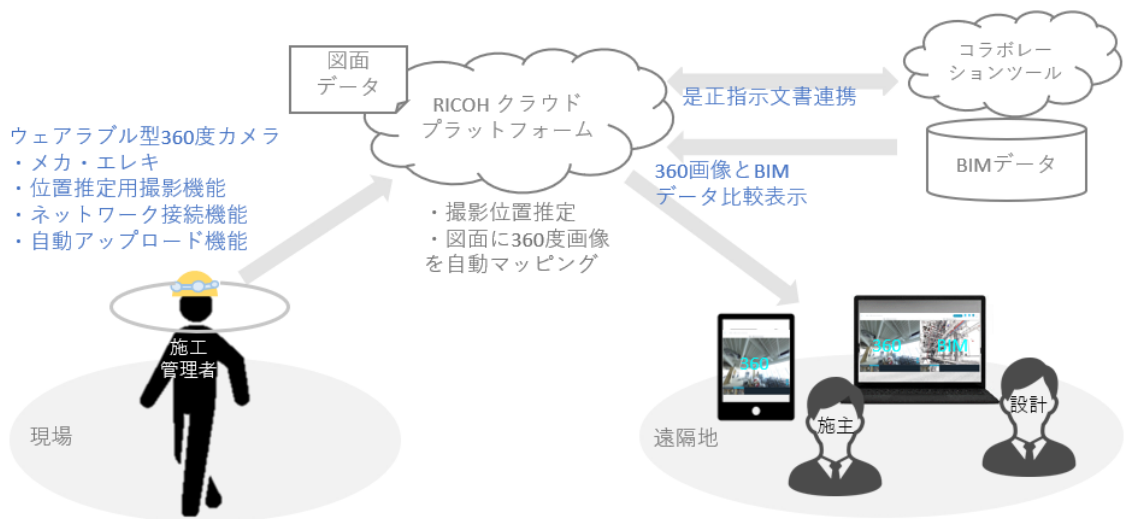 図面
データ
RICOH クラウド
プラットフォーム
コラボレー
ションツール
是正指示文書連携
BIMデータ
360画像とBIM
データ比較表示
ウェアラブル型360度カメラ
・メカ・エレキ
・位置推定用撮影機能
・ネットワーク接続機能
・自動アップロード機能
・撮影位置推定
・図面に360度画像
を自動マッピング
施工
管理者
現場
360
360
BIM
遠隔地
施主
設計